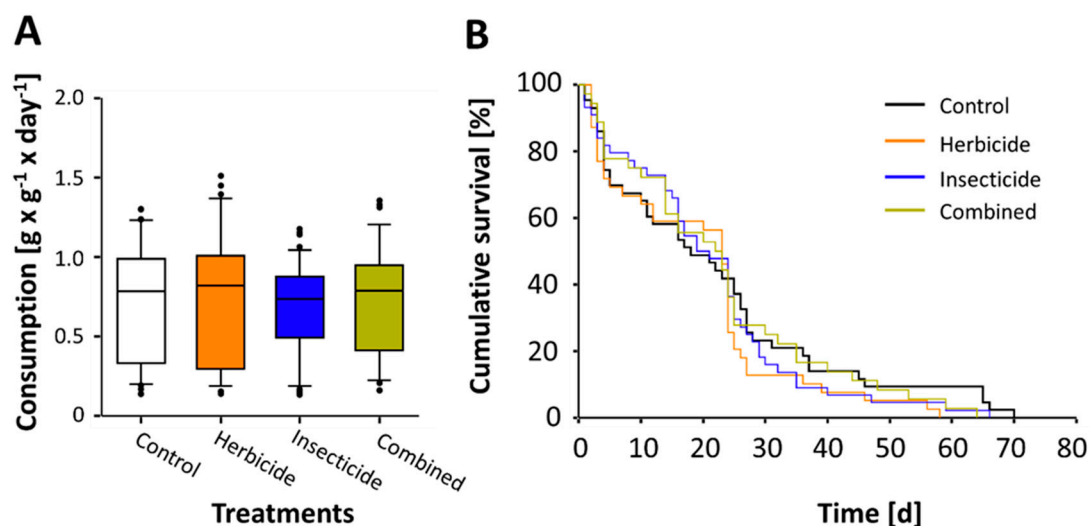 A
Consumption [g x g⁻¹ x day⁻¹]
2.0
1.5
1.0
0.5
0
Control
Herbicide
Insecticide
Combined
Treatments
B
Cumulative survival [%]
100
80
60
40
20
0
0 10 20 30 40 50 60 70 80
Time [d]
Control
Herbicide
Insecticide
Combined